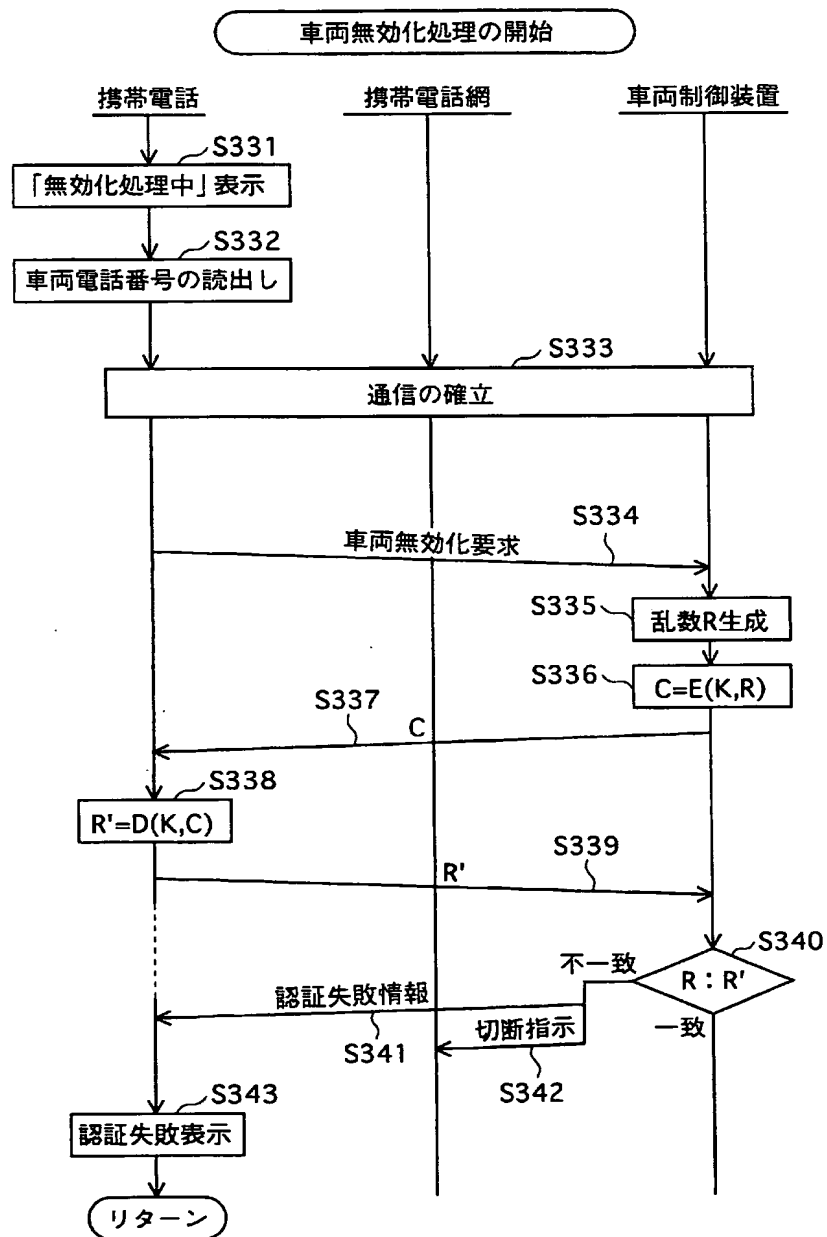 車両無効化処理の開始
携帯電話
携帯電話網
車両制御装置
S331
「無効化処理中」表示
S332
車両電話番号の読出し
S333
通信の確立
S334
車両無効化要求
S335
乱数R生成
S336
C=E(K,R)
S337
C
S338
R'=D(K,C)
S339
R'
S340
不一致
R:R'
認証失敗情報
一致
切断指示
S341
S342
S343
認証失敗表示
リターン